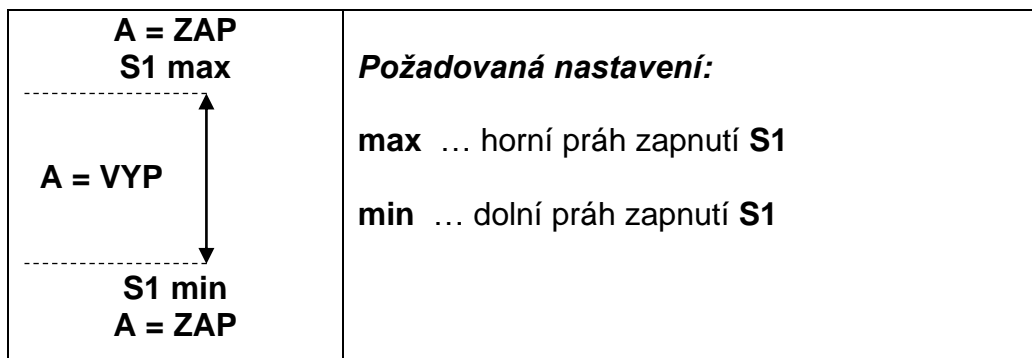 A = ZAP
S1 max
A = VYP
S1 min
A = ZAP
Požadovaná nastavení:
max … horní práh zapnutí S1
min … dolní práh zapnutí S1